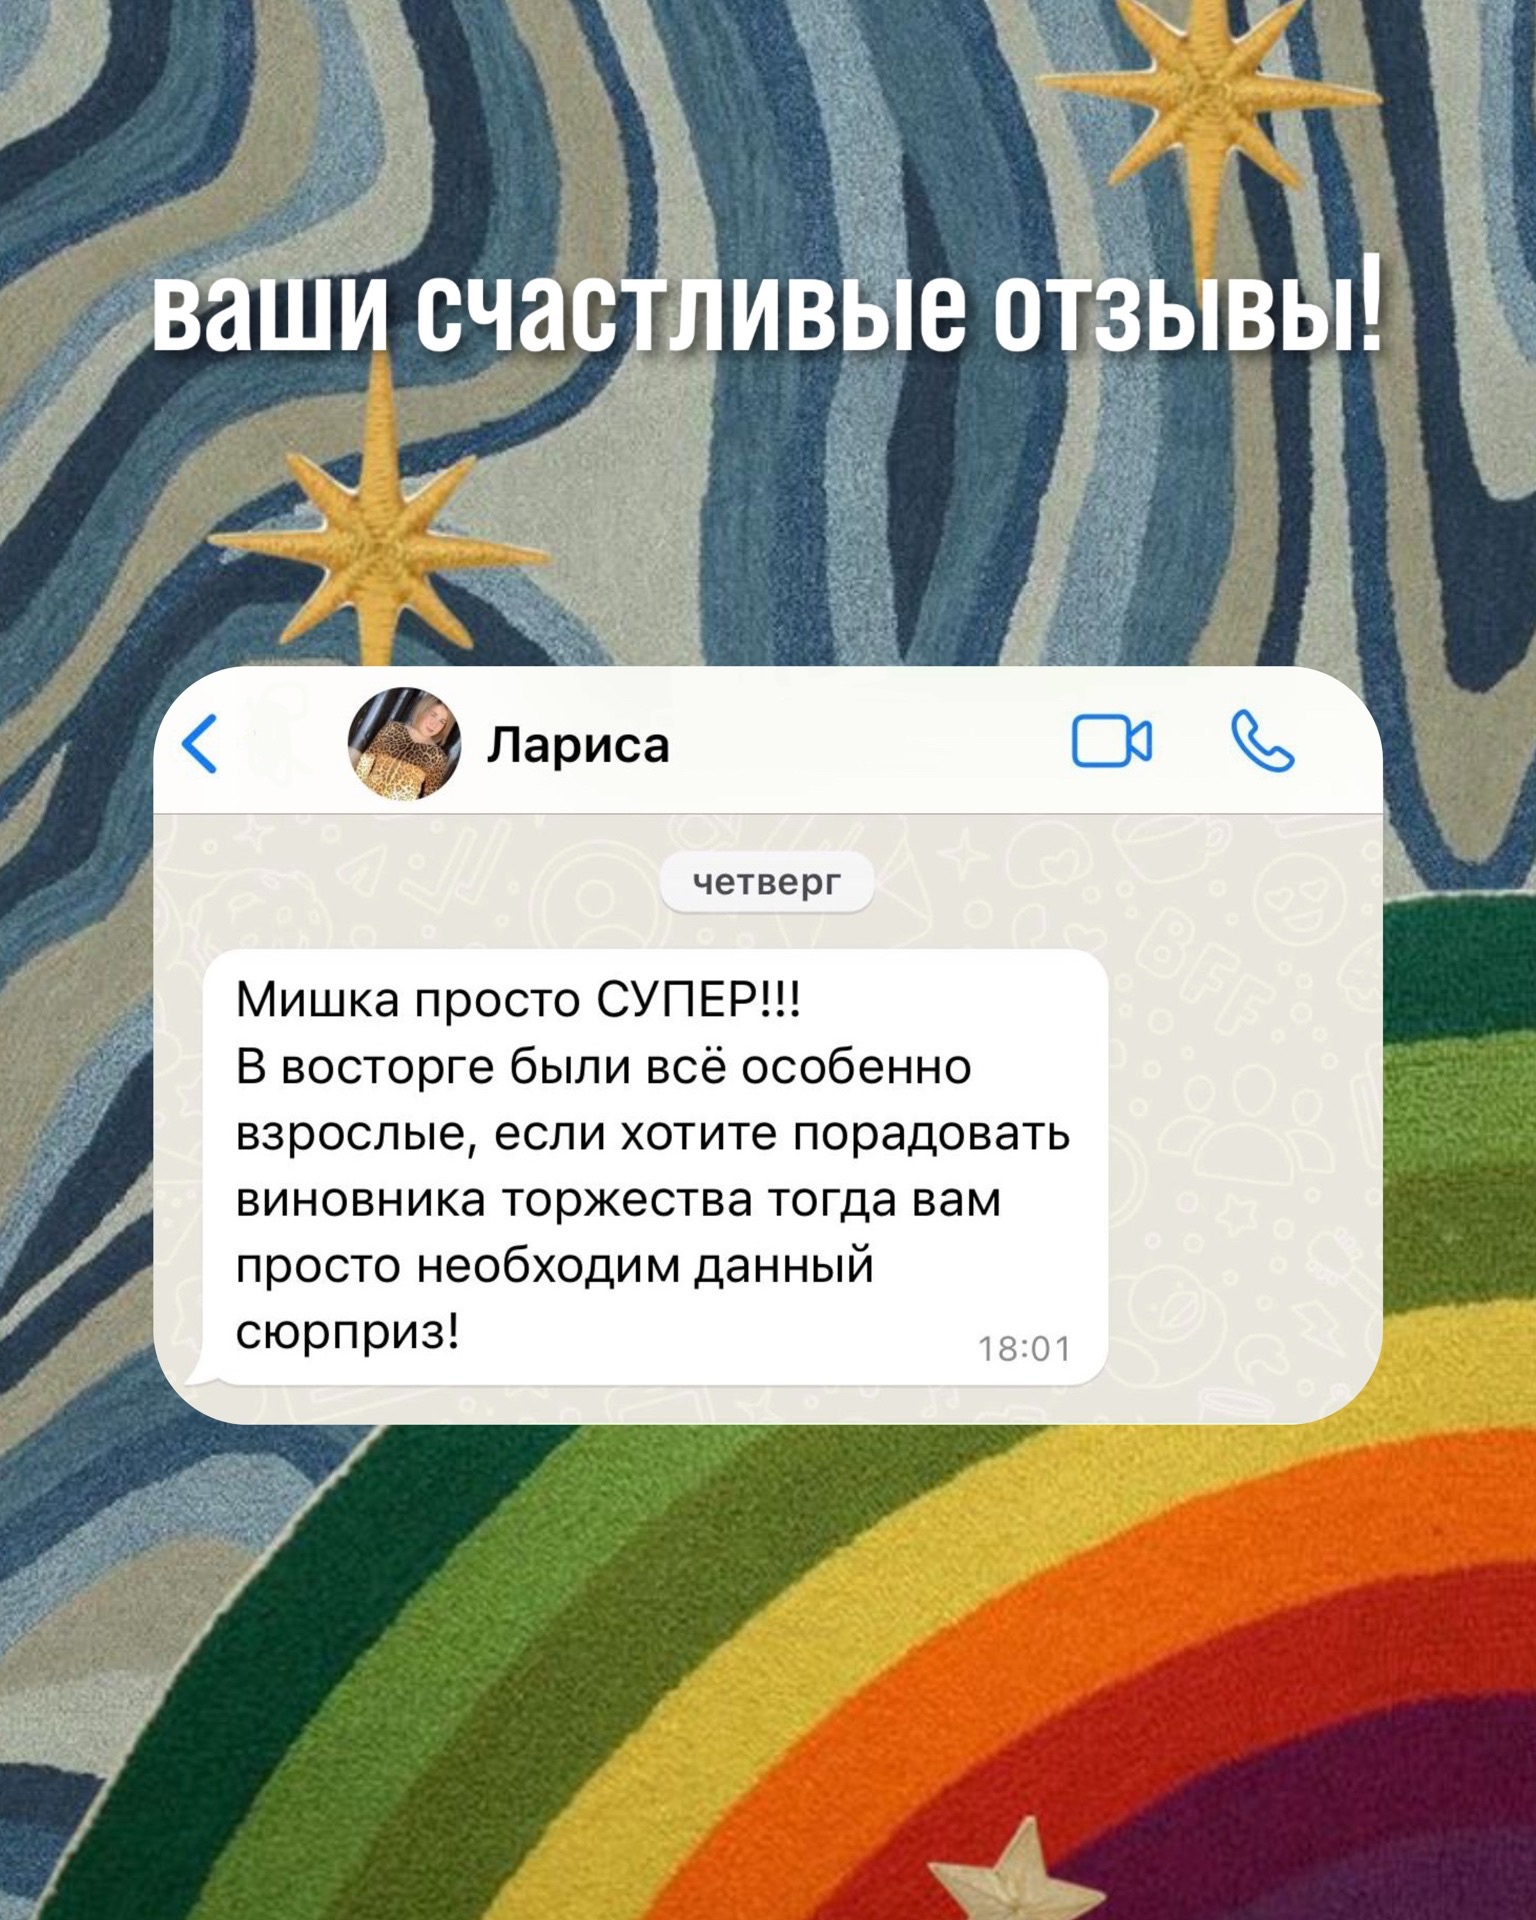 ваши счастливые отзывы!
Лариса
четверг
Мишка просто СУПЕР!!!
В восторге были всё особенно
взрослые, если хотите порадовать
виновника торжества тогда вам
просто необходим данный
сюрприз!
18:01